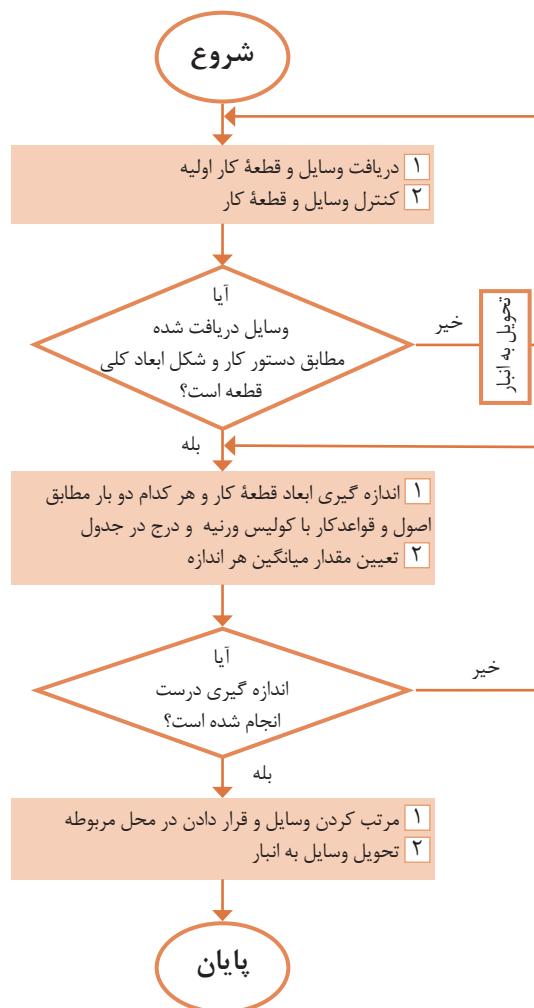 شروع
۱ دریافت وسایل و قطعهٔ کار اولیه
۲ کنترل وسایل و قطعهٔ کار
آیا
وسایل دریافت شده
مطابق دستور کار و شکل ابعاد کلی
قطعه است؟
خیر
تحویل به انبار
بله
۱ اندازه گیری ابعاد قطعهٔ کار و هر کدام دو بار مطابق
اصول و قواعدکار با کولیس ورنیه و درج در جدول
۲ تعیین مقدار میانگین هر اندازه
آیا
اندازه گیری درست
انجام شده است؟
خیر
بله
۱ مرتب کردن وسایل و قرار دادن در محل مربوطه
۲ تحویل وسایل به انبار
پایان